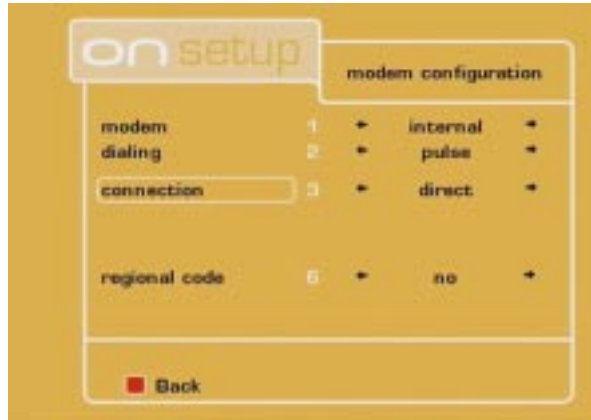 on setup
modem configuration
modem 1 internal
dialing 2 pulse
connection 3 direct
regional code 6 no
Back